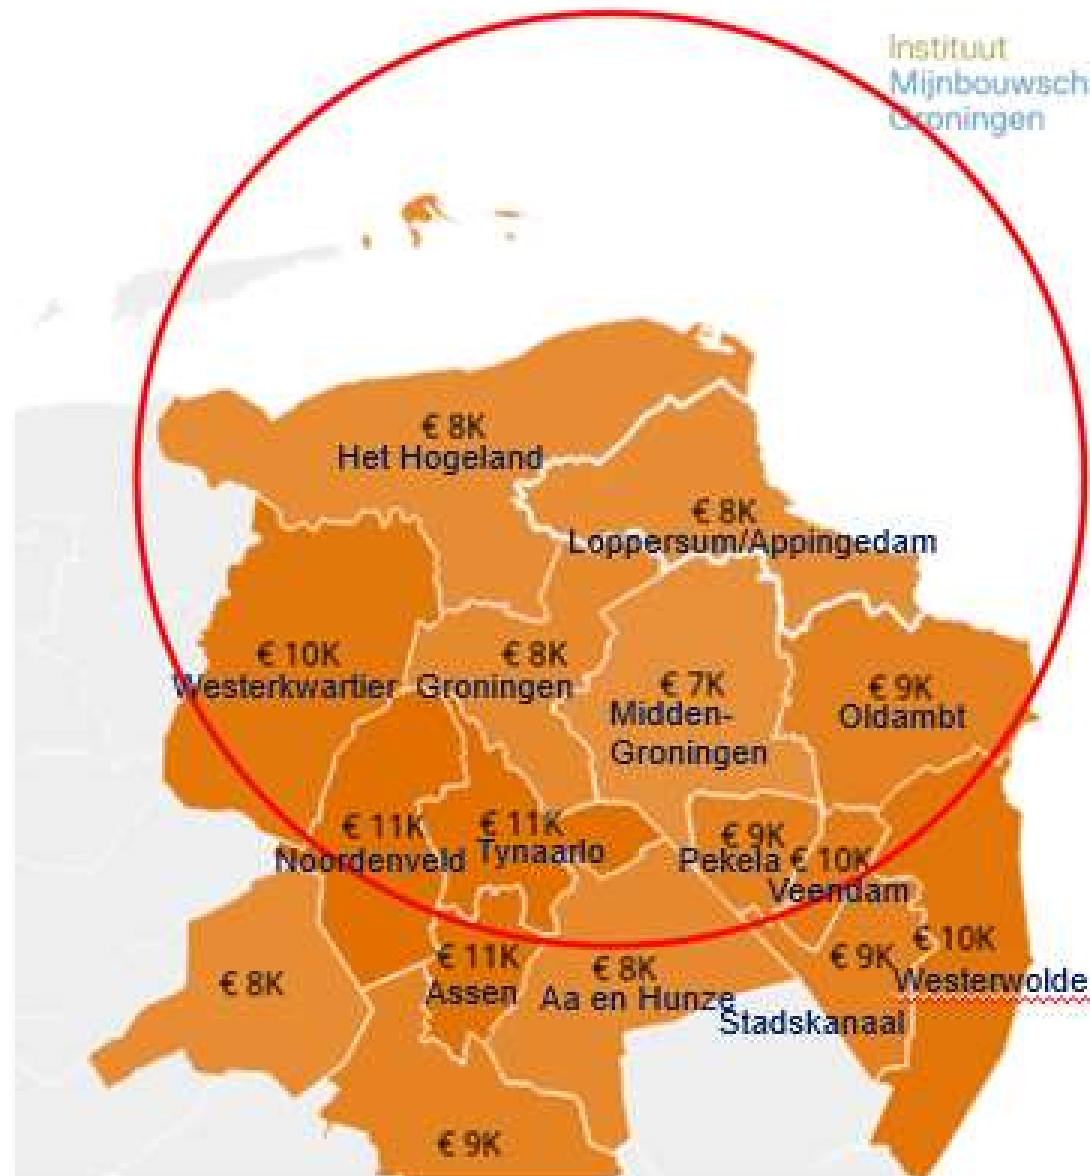 Instituut
Mijnbouwsch
Groningen
€ 8K
Het Hogeland
€ 8K
Loppersum/Appingedam
€ 10K
Westerkwartier
€ 8K
Groningen
€ 7K
Midden-
Groningen
€ 9K
Oldambt
€ 11K
Noordenveld
€ 11K
Tynaarlo
€ 9K
Pekela
€ 10K
Veendam
€ 8K
€ 11K
Assen
€ 8K
Aa en Hunze
€ 9K
Stadskanaal
€ 10K
Westerwolde
€ 9K